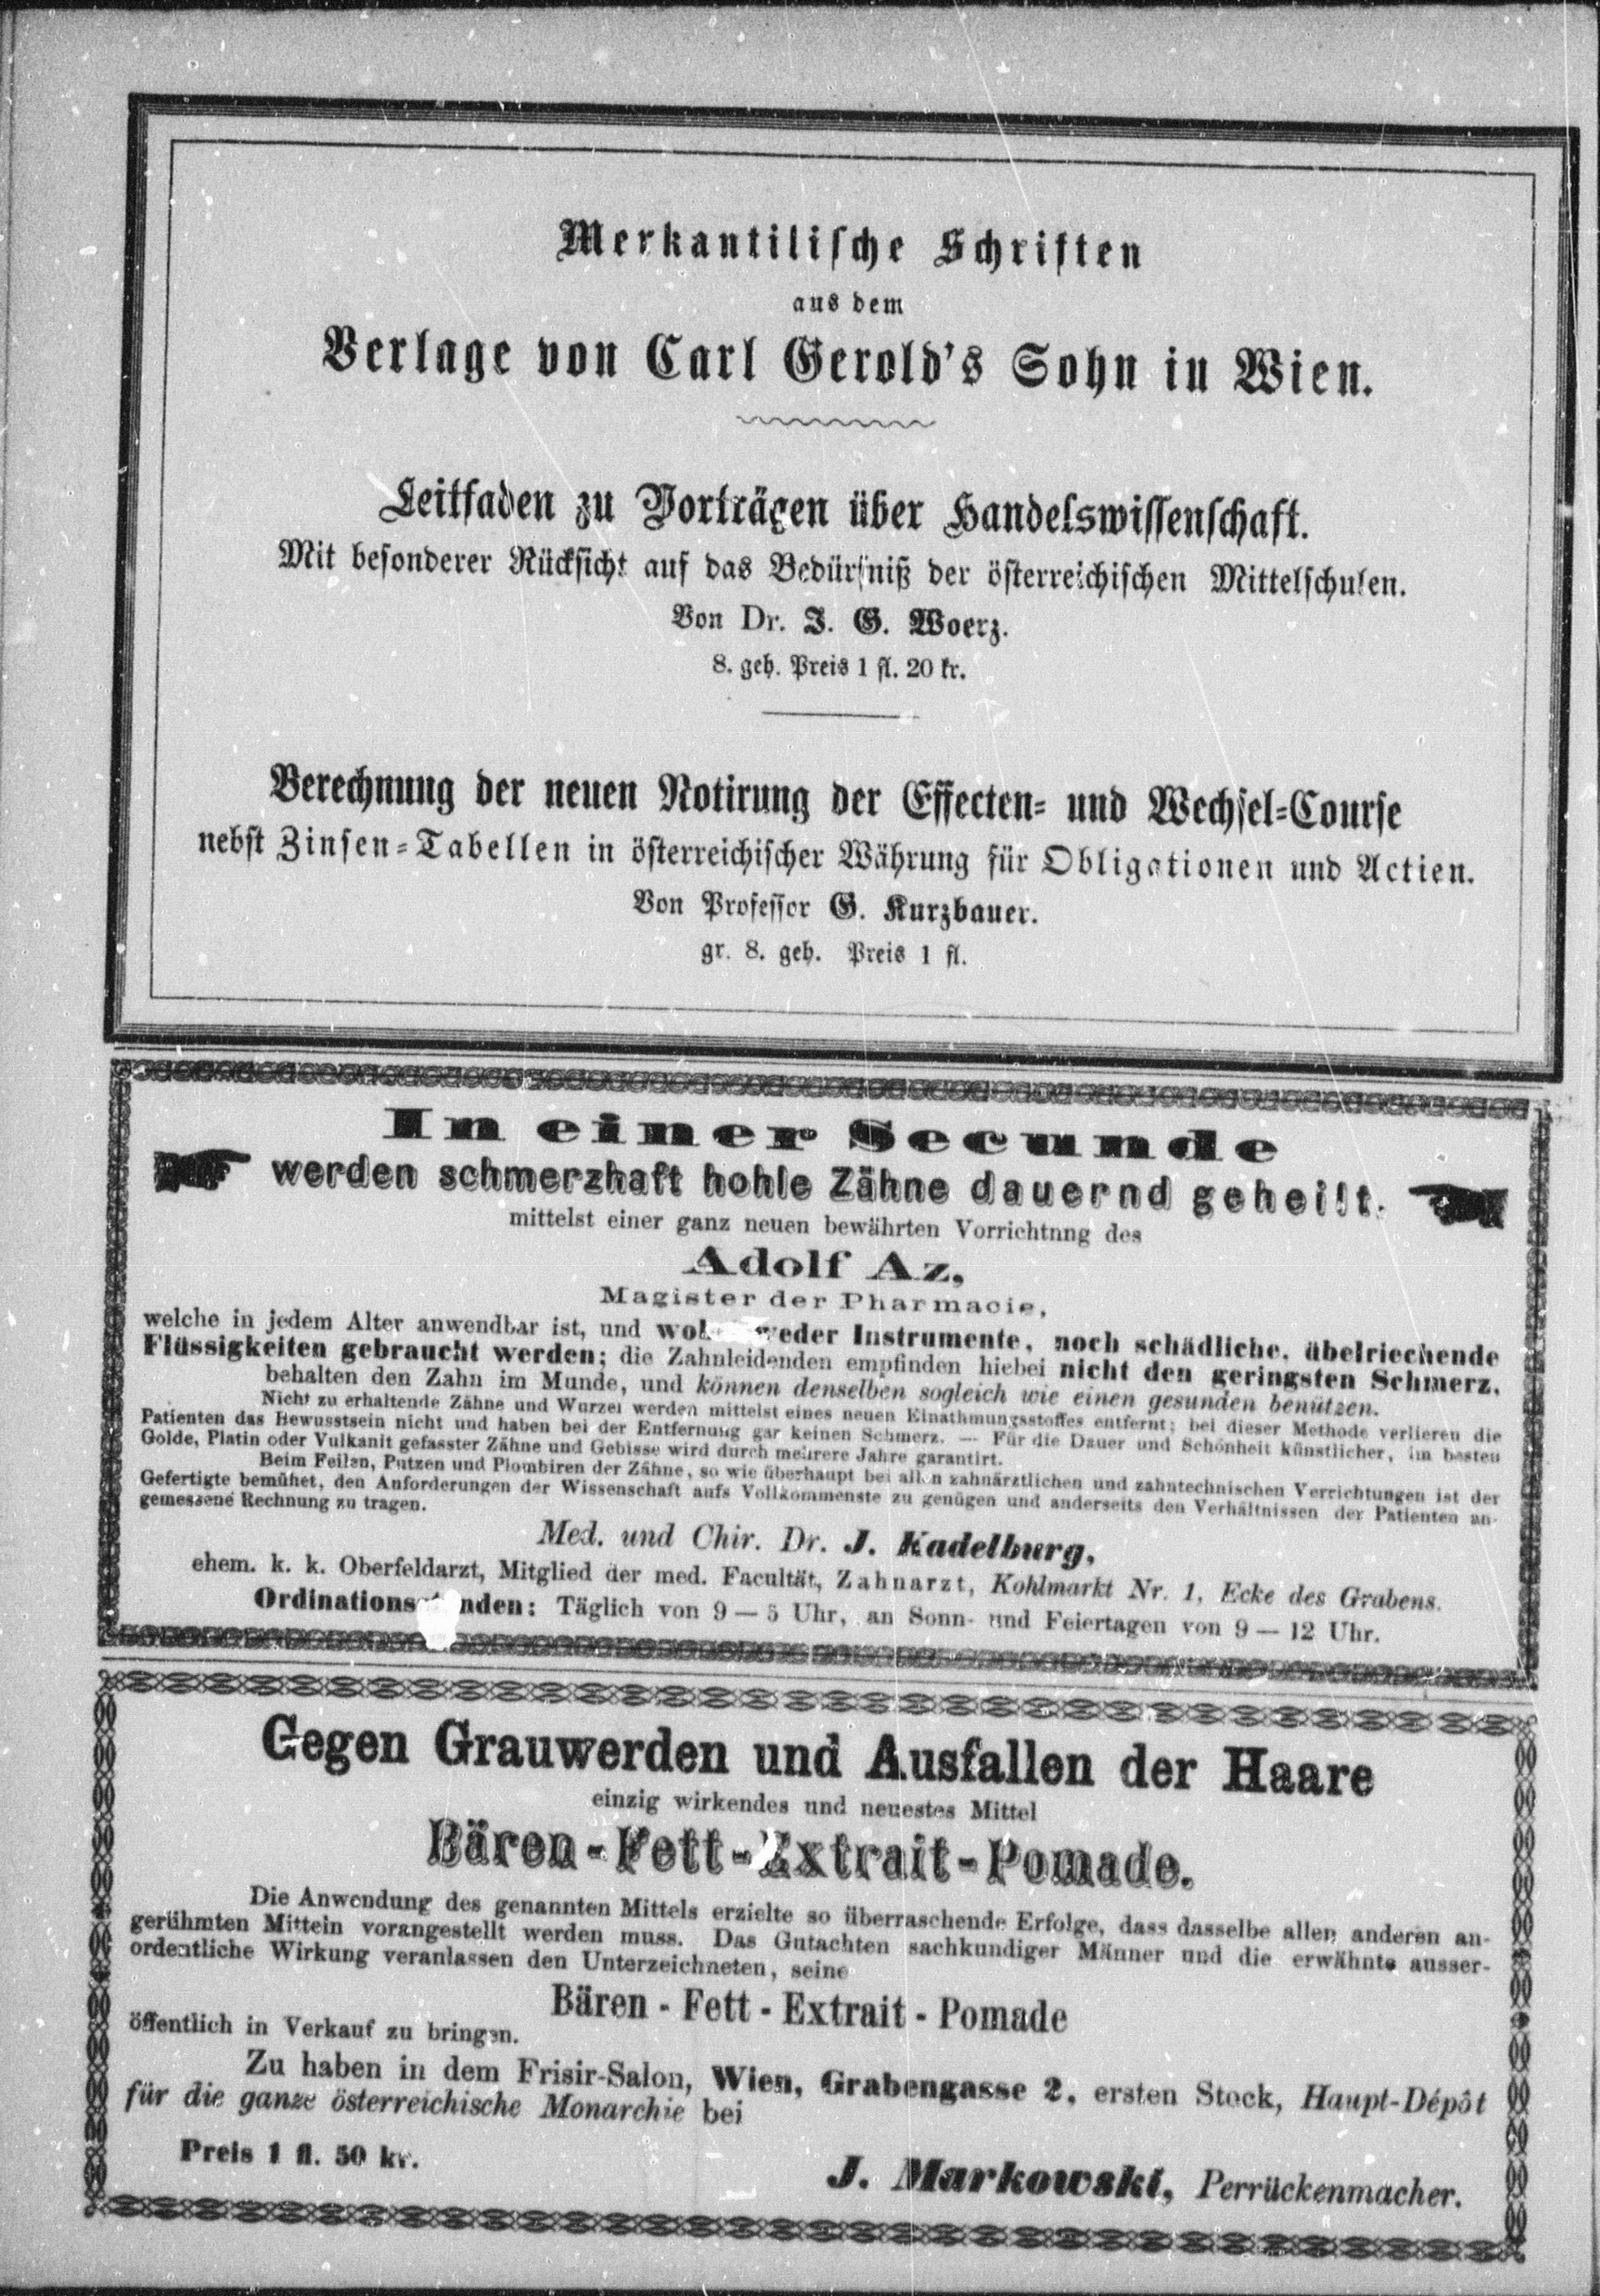 Merkantilische Schriften
aus dem
Verlage von Carl Gerold's Sohn in Wien.
Leitfaden zu Vorträgen über Handelswissenschaft.
Mit besonderer Rücksicht auf das Bedürfniß der österreichischen Mittelschulen.
Von Dr. J. G. Woerz.
8. geh. Preis 1 fl. 20 kr.
Berechnung der neuen Notirung der Effecten- und Wechsel-Course
nebst Zinsen-Tabellen in österreichischer Währung für Obligationen und Actien.
Von Professor G. Kurzbauer.
gr. 8. geh. Preis 1 fl.
In einer Secunde
werden schmerzhaft hohle Zähne dauernd geheilt.
mittelst einer ganz neuen bewährten Vorrichtnng des
Adolf Az,
Magister der Pharmacie,
welche in jedem Alter anwendbar ist, und weder Instrumente, noch schädliche, übelriechende
Flüssigkeiten gebraucht werden; die Zahnleidenden empfinden hiebei nicht den geringsten Schmerz,
behalten den Zahn im Munde, und können denselben sogleich wie einen gesunden benützen.
Nicht zu erhaltende Zähne und Wurzel werden mittelst eines neuen Einathmungsstoffes entfernt; bei dieser Methode verlieren die
Patienten das Bewusstsein nicht und haben bei der Entfernung gar keinen Schmerz. — Für die Dauer und Schönheit künstlicher, im besten
Golde, Platin oder Vulkanit gefasster Zähne und Gebisse wird durch mehrere Jahre garantirt.
Beim Feilen, Putzen und Plombiren der Zähne, so wie überhaupt bei allen zahnärztlichen und zahntechnischen Verrichtungen ist der
Gefertigte bemühet, den Anforderungen der Wissenschaft aufs Vollkommenste zu genügen und anderseits den Verhältnissen der Patienten an-
gemessene Rechnung zu tragen.
Med. und Chir. Dr. J. Kadelburg,
ehem. k. k. Oberfeldarzt, Mitglied der med. Facultät, Zahnarzt, Kohlmarkt Nr. 1, Ecke des Grabens.
Ordinationsstunden: Täglich von 9 — 5 Uhr, an Sonn- und Feiertagen von 9 — 12 Uhr.
Gegen Grauwerden und Ausfallen der Haare
einzig wirkendes und neuestes Mittel
Bären-Fett-Extrait-Pomade.
Die Anwendung des genannten Mittels erzielte so überraschende Erfolge, dass dasselbe allen anderen an-
gerühmten Mitteln vorangestellt werden muss. Das Gutachten sachkundiger Männer und die erwähnte ausser-
ordentliche Wirkung veranlassen den Unterzeichneten, seine
Bären - Fett - Extrait - Pomade
öffentlich in Verkauf zu bringen.
Zu haben in dem Frisir-Salon, Wien, Grabengasse 2, ersten Stock, Haupt-Dépôt
für die ganze österreichische Monarchie bei
Preis 1 fl. 50 kr.
J. Markowski, Perrückenmacher.